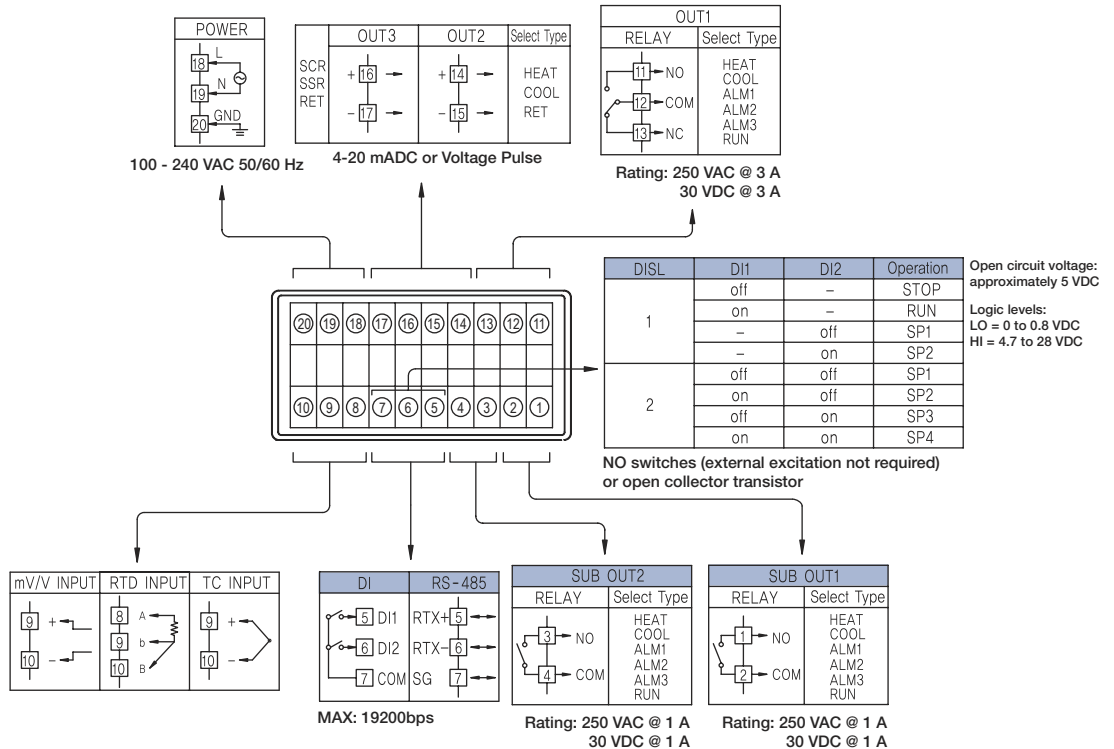 POWER
18 L
19 N
20 GND
100 - 240 VAC 50/60 Hz
OUT3 OUT2 Select Type
SCR
SSR
RET
+ 16 + 14
- 17 - 15
HEAT
COOL
RET
4-20 mADC or Voltage Pulse
OUT1
RELAY Select Type
11 NO
12 COM
13 NC
HEAT
COOL
ALM1
ALM2
ALM3
RUN
Rating: 250 VAC @ 3 A
30 VDC @ 3 A
20 19 18 17 16 15 14 13 12 11
10 9 8 7 6 5 4 3 2 1
DISL DI1 DI2 Operation
1
off – STOP
on – RUN
– off SP1
– on SP2
2
off off SP1
on off SP2
off on SP3
on on SP4
Open circuit voltage:
approximately 5 VDC
Logic levels:
LO = 0 to 0.8 VDC
HI = 4.7 to 28 VDC
NO switches (external excitation not required)
or open collector transistor
mV/V INPUT RTD INPUT TC INPUT
9 +
10 -
8 A
9 b
10 B
9 +
10 -
DI RS-485
5 DI1 RTX+ 5
6 DI2 RTX- 6
7 COM SG 7
MAX: 19200bps
SUB OUT2
RELAY Select Type
3 NO
4 COM
HEAT
COOL
ALM1
ALM2
ALM3
RUN
Rating: 250 VAC @ 1 A
30 VDC @ 1 A
SUB OUT1
RELAY Select Type
1 NO
2 COM
HEAT
COOL
ALM1
ALM2
ALM3
RUN
Rating: 250 VAC @ 1 A
30 VDC @ 1 A